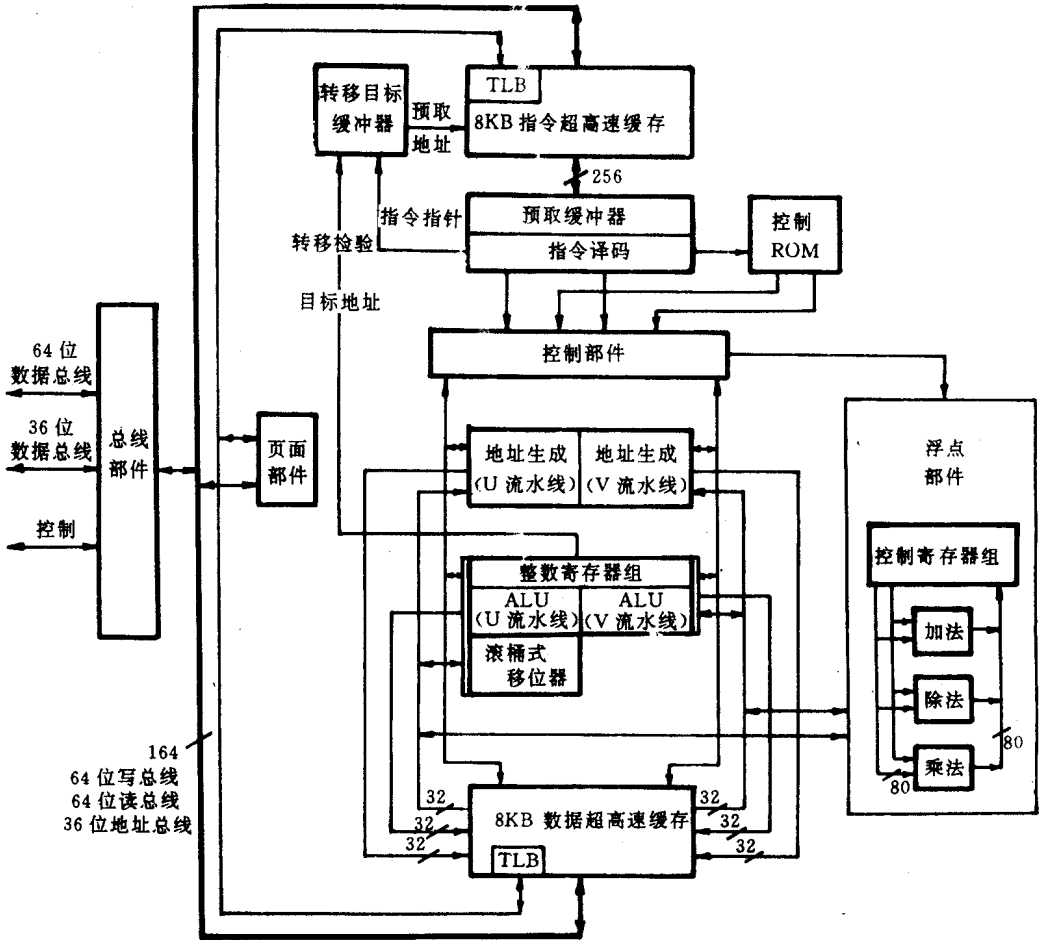 TLB
8KB 指令超高速缓存
转移目标
缓冲器
预取
地址
256
预取缓冲器
指令译码
控制
ROM
指令指针
转移检验
目标地址
控制部件
64 位
数据总线
36 位
数据总线
控制
总线
部件
页面
部件
地址生成
(U 流水线)
地址生成
(V 流水线)
整数寄存器组
ALU
(U 流水线)
ALU
(V 流水线)
滚桶式
移位器
浮点
部件
控制寄存器组
加法
除法
乘法
80
80
164
64 位写总线
64 位读总线
36 位地址总线
32
32
32
8KB 数据超高速缓存
TLB
32
32
32